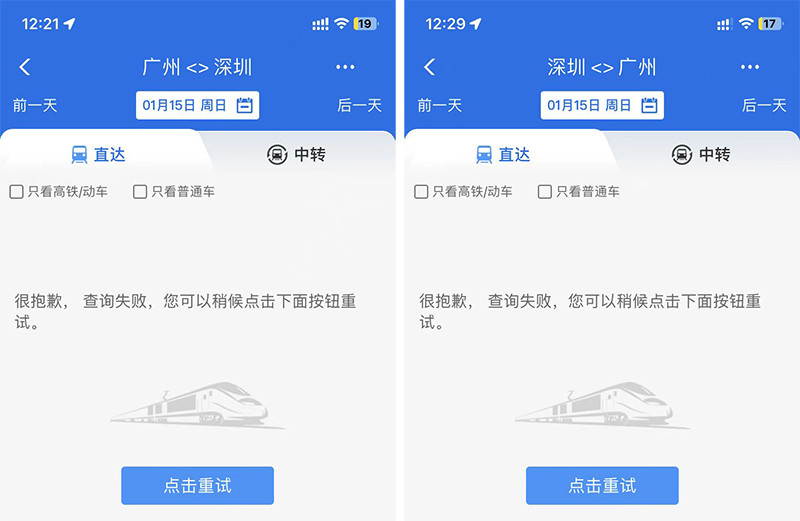 12:21
19
广州 <> 深圳
前一天
01月15日 周日
后一天
直达
中转
只看高铁/动车
只看普通车
很抱歉， 查询失败，您可以稍候点击下面按钮重
试。
点击重试
12:29
17
深圳 <> 广州
前一天
01月15日 周日
后一天
直达
中转
只看高铁/动车
只看普通车
很抱歉， 查询失败，您可以稍候点击下面按钮重
试。
点击重试